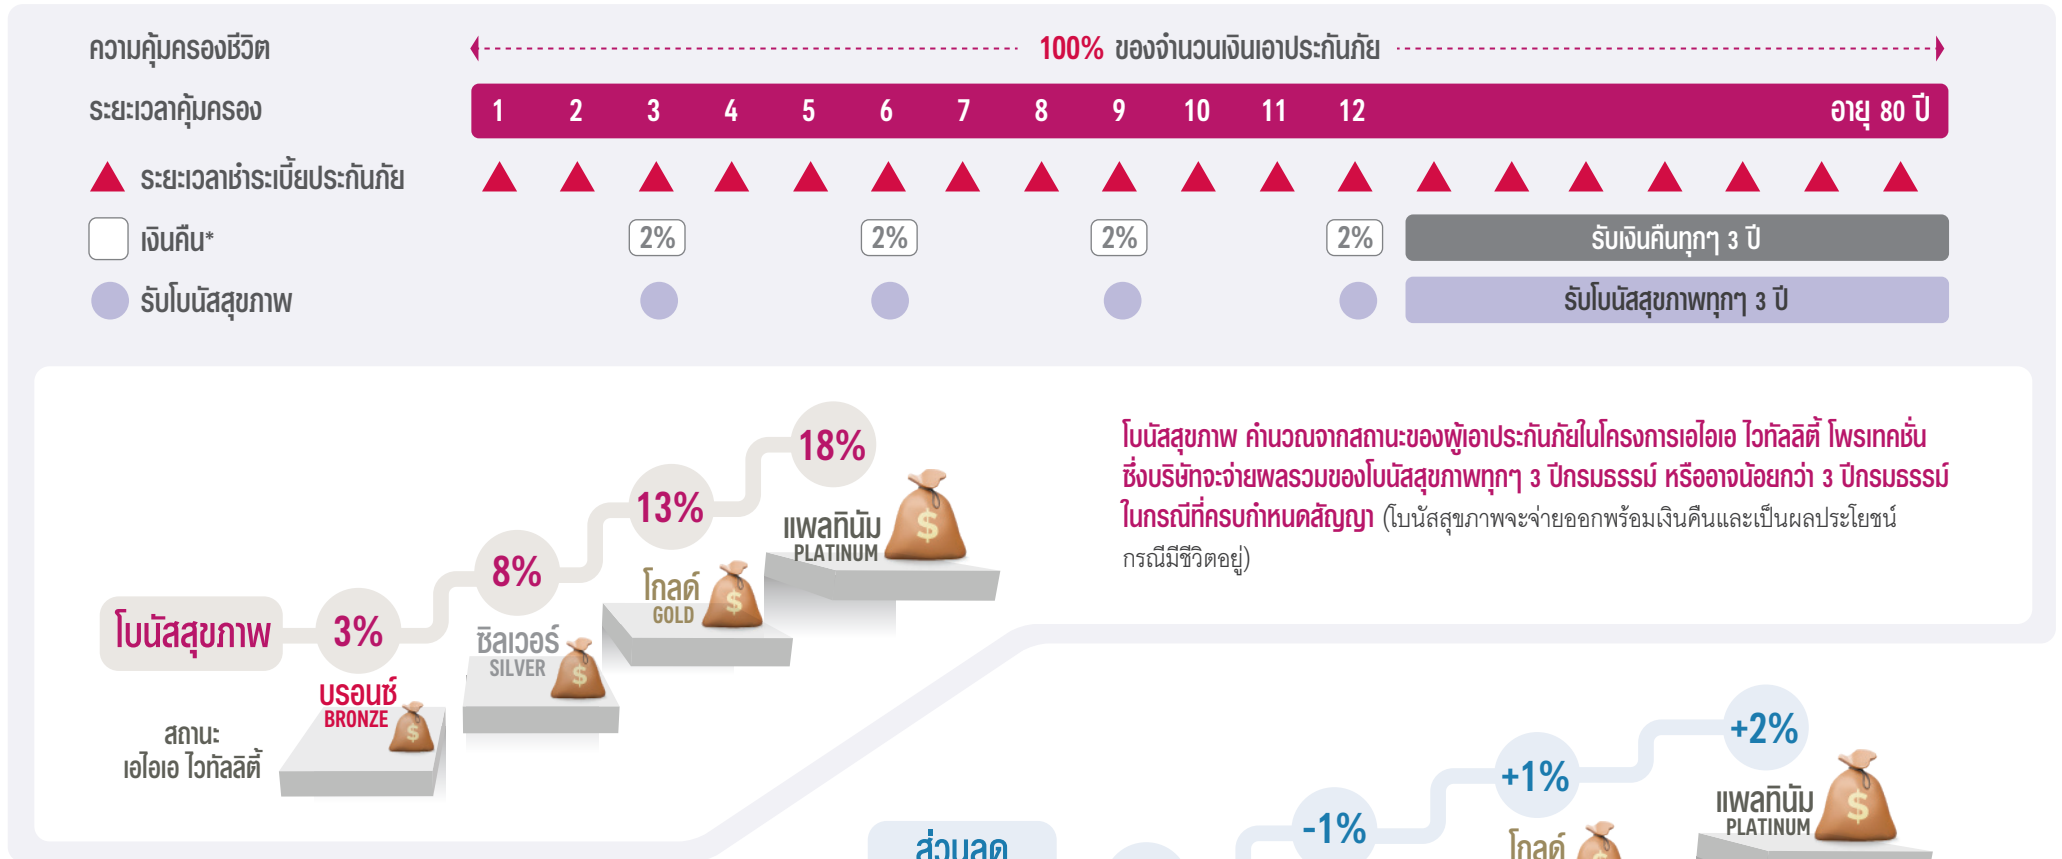 ความคุ้มครองชีวิต
100% ของจำนวนเงินเอาประกันภัย
ระยะเวลาคุ้มครอง
1 2 3 4 5 6 7 8 9 10 11 12 อายุ 80 ปี
ระยะเวลาชำระเบี้ยประกันภัย
เงินคืน*
2% 2% 2% 2% รับเงินคืนทุกๆ 3 ปี
รับโบนัสสุขภาพ
รับโบนัสสุขภาพทุกๆ 3 ปี
โบนัสสุขภาพ คำนวณจากสถานะของผู้เอาประกันภัยในโครงการเอไอเอ ไวทัลลิตี้ โพรเทคชั่น
ซึ่งบริษัทจะจ่ายผลรวมของโบนัสสุขภาพทุกๆ 3 ปีกรมธรรม์ หรืออาจน้อยกว่า 3 ปีกรมธรรม์
ในกรณีที่ครบกำหนดสัญญา (โบนัสสุขภาพจะจ่ายออกพร้อมเงินคืนและเป็นผลประโยชน์
กรณีมีชีวิตอยู่)
โบนัสสุขภาพ
3%
8%
13%
18%
สถานะ
เอไอเอ ไวทัลลิตี้
บรอนซ์
BRONZE
ซิลเวอร์
SILVER
โกลด์
GOLD
แพลทินัม
PLATINUM
ส่วนลด
-1%
+1%
+2%
โกลด์
แพลทินัม
PLATINUM